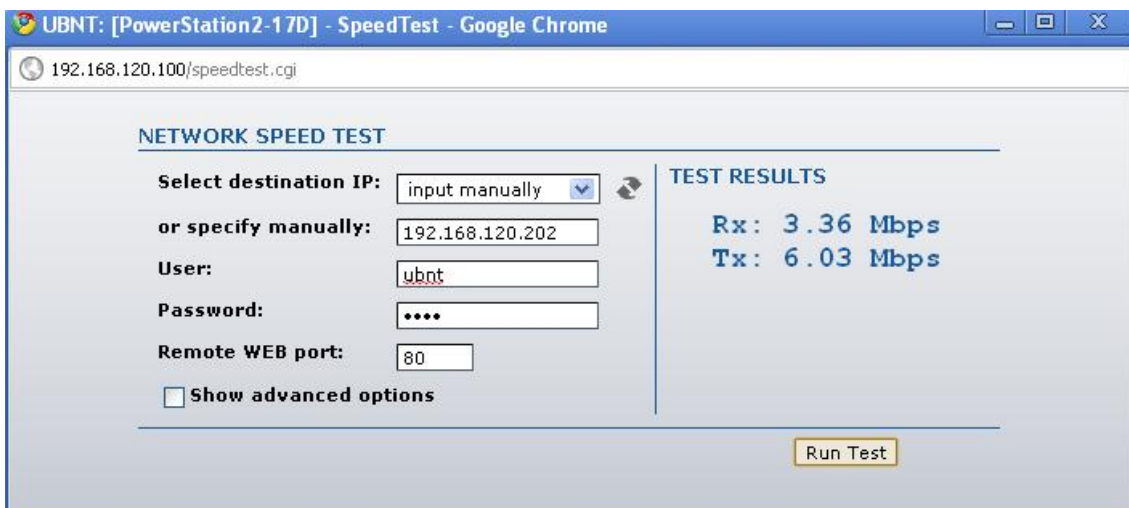 UBNT: [PowerStation2-17D] - SpeedTest - Google Chrome
192.168.120.100/speedtest.cgi
NETWORK SPEED TEST
Select destination IP: input manually
or specify manually: 192.168.120.202
User: ubnt
Password: ••••
Remote WEB port: 80
Show advanced options
TEST RESULTS
Rx: 3.36 Mbps
Tx: 6.03 Mbps
Run Test